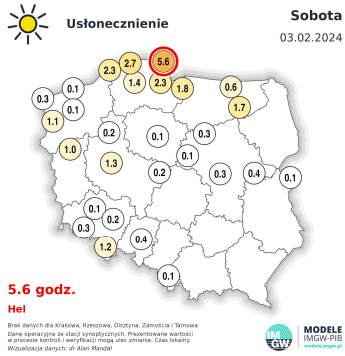 Usłonecznienie
Sobota
03.02.2024
5.6
2.7
2.3
1.4
2.3
1.8
0.6
1.7
0.1
0.3
0.1
1.1
0.2
0.1
0.3
1.0
1.3
0.1
0.2
0.3
0.4
0.1
0.1
0.2
0.3
1.2
0.4
0.1
5.6 godz.
Hel
Brak danych dla Krakowa, Rzeszowa, Olsztyna, Zamościa i Tarnowa
Dane operacyjne ze stacji synoptycznych. Prezentowane wartości
w procesie kontroli i weryfikacji mogą ulec zmianie. Czas lokalny.
Wizualizacja danych: dr Alan Mandal
IM
GW
MODELE
IMGW-PIB
modele.imgw.pl